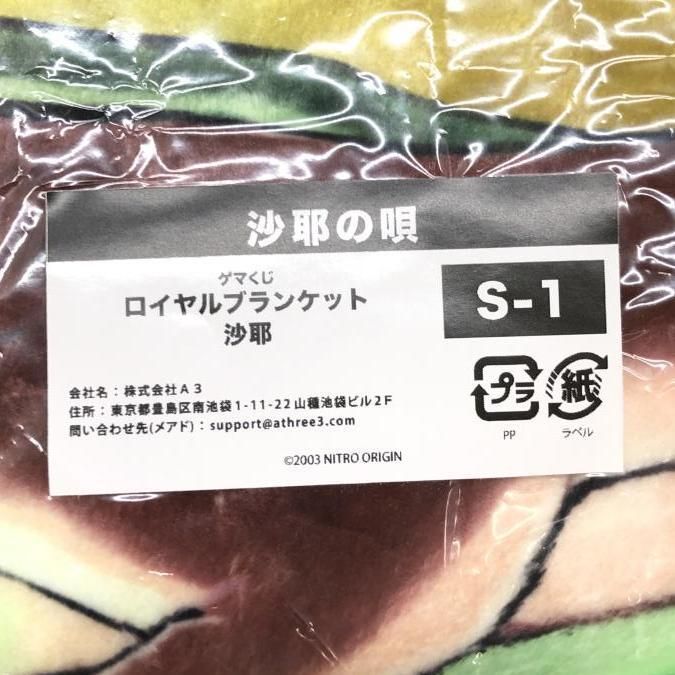 沙耶の唄
ゲマくじ
ロイヤルブランケット
沙耶
S-1
会社名：株式会社A3
住所：東京都豊島区南池袋1-11-22山種池袋ビル2F
問い合わせ先(メアド)：support@athree3.com
プラ
紙
PP
ラベル
©2003 NITRO ORIGIN